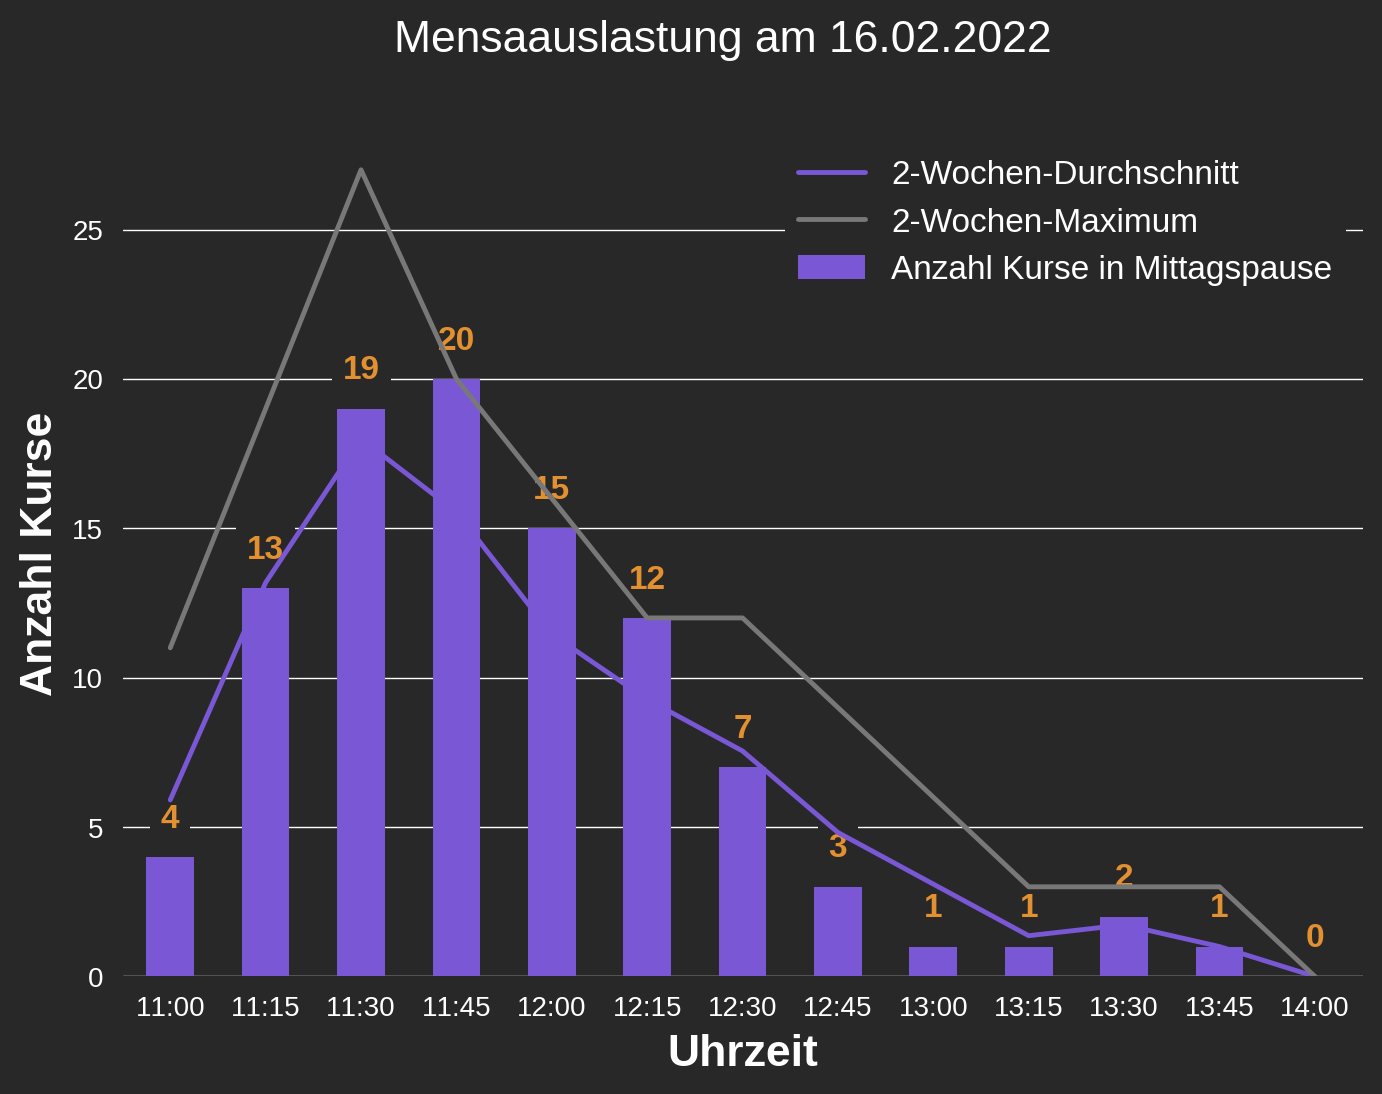 Mensaauslastung am 16.02.2022
2-Wochen-Durchschnitt
2-Wochen-Maximum
Anzahl Kurse in Mittagspause
Anzahl Kurse
25
20
15
10
5
0
4
13
19
20
15
12
7
3
1
1
2
1
0
11:00 11:15 11:30 11:45 12:00 12:15 12:30 12:45 13:00 13:15 13:30 13:45 14:00
Uhrzeit